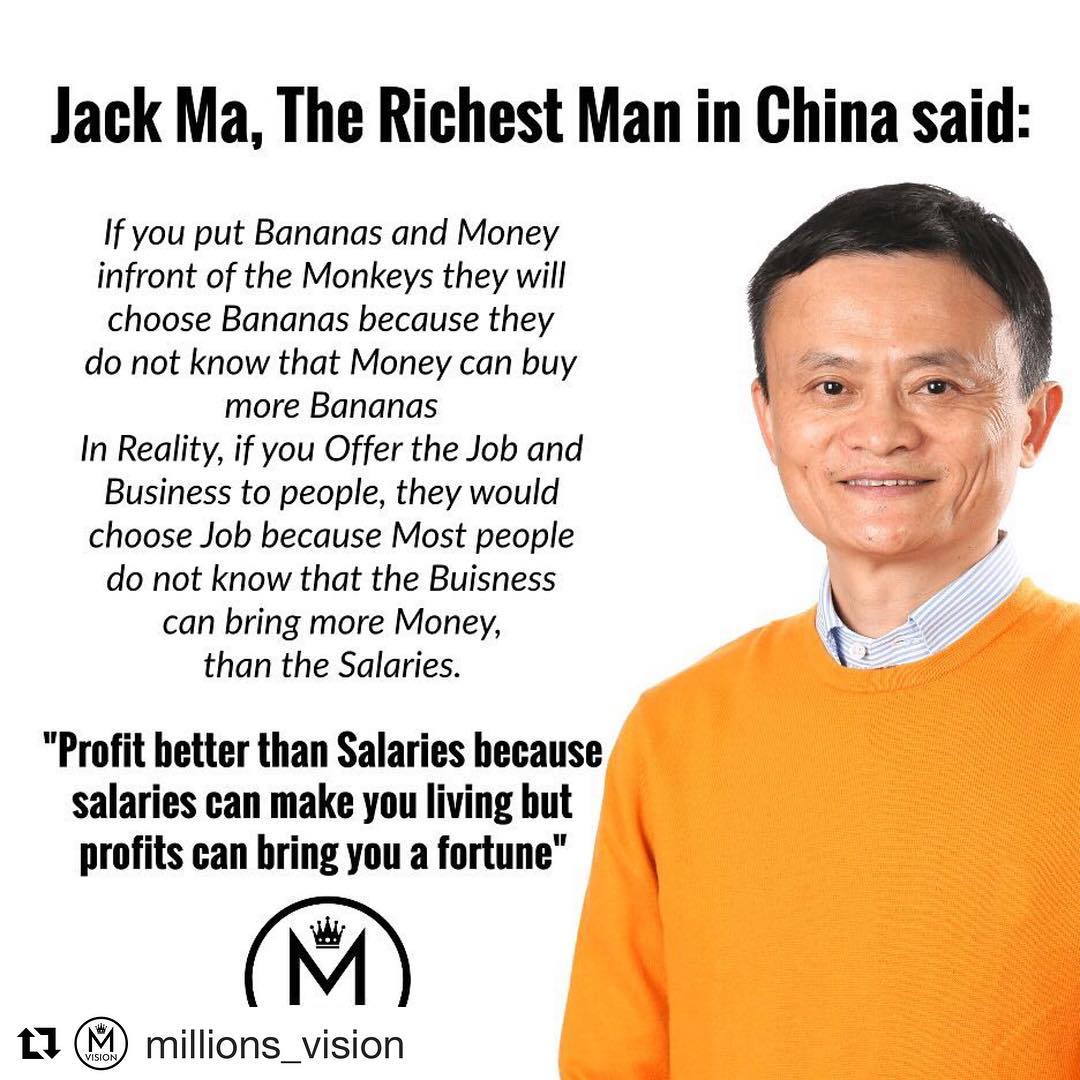 Jack Ma, The Richest Man in China said:
If you put Bananas and Money
infront of the Monkeys they will
choose Bananas because they
do not know that Money can buy
more Bananas
In Reality, if you Offer the Job and
Business to people, they would
choose Job because Most people
do not know that the Buisness
can bring more Money,
than the Salaries.
"Profit better than Salaries because
salaries can make you living but
profits can bring you a fortune"
M
M
VISION
millions_vision